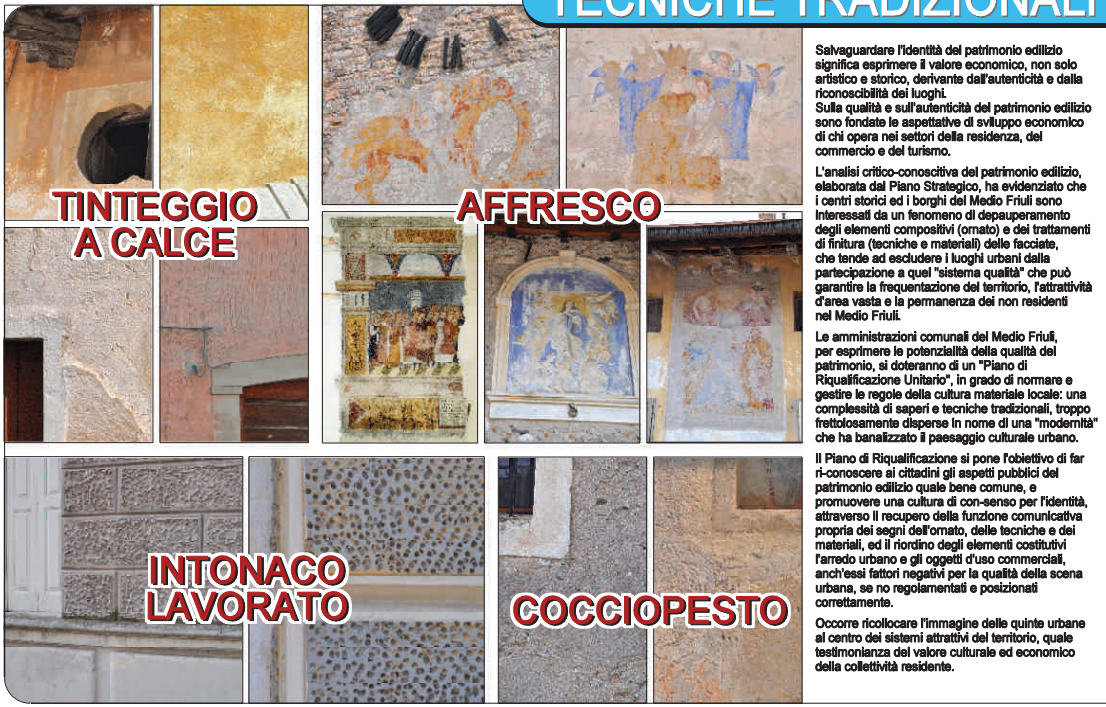 TECNICHE TRADIZIONALI
TINTEGGIO
A CALCE
AFFRESCO
INTONACO
LAVORATO
COCCIOPESTO
Salvaguardare l'identità del patrimonio edilizio
significa esprimere il valore economico, non solo
artistico e storico, derivante dall'autenticità e dalla
riconoscibilità dei luoghi.
Sulla qualità e sull'autenticità del patrimonio edilizio
sono fondate le aspettative di sviluppo economico
di chi opera nei settori della residenza, del
commercio e del turismo.
L'analisi critico-conoscitiva del patrimonio edilizio,
elaborata dal Piano Strategico, ha evidenziato che
i centri storici ed i borghi del Medio Friuli sono
interessati da un fenomeno di depauperamento
degli elementi compositivi (ornato) e dei trattamenti
di finitura (tecniche e materiali) delle facciate,
che tende ad escludere i luoghi urbani dalla
partecipazione a quel "sistema qualità" che può
garantire la frequentazione del territorio, l'attrattività
d'area vasta e la permanenza dei non residenti
nel Medio Friuli.
Le amministrazioni comunali del Medio Friuli,
per esprimere le potenzialità della qualità del
patrimonio, si doteranno di un "Piano di
Riqualificazione Unitario", in grado di normare e
gestire le regole della cultura materiale locale: una
complessità di saperi e tecniche tradizionali, troppo
frettolosamente disperse in nome di una "modernità"
che ha banalizzato il paesaggio culturale urbano.
Il Piano di Riqualificazione si pone l'obiettivo di far
ri-conoscere ai cittadini gli aspetti pubblici del
patrimonio edilizio quale bene comune, e
promuovere una cultura di con-senso per l'identità,
attraverso il recupero della funzione comunicativa
propria dei segni dell'ornato, delle tecniche e dei
materiali, ed il riordino degli elementi costitutivi
l'arredo urbano e gli oggetti d'uso commerciali,
anch'essi fattori negativi per la qualità della scena
urbana, se no regolamentati e posizionati
correttamente.
Occorre ricollocare l'immagine delle quinte urbane
al centro dei sistemi attrattivi del territorio, quale
testimonianza del valore culturale ed economico
della collettività residente.